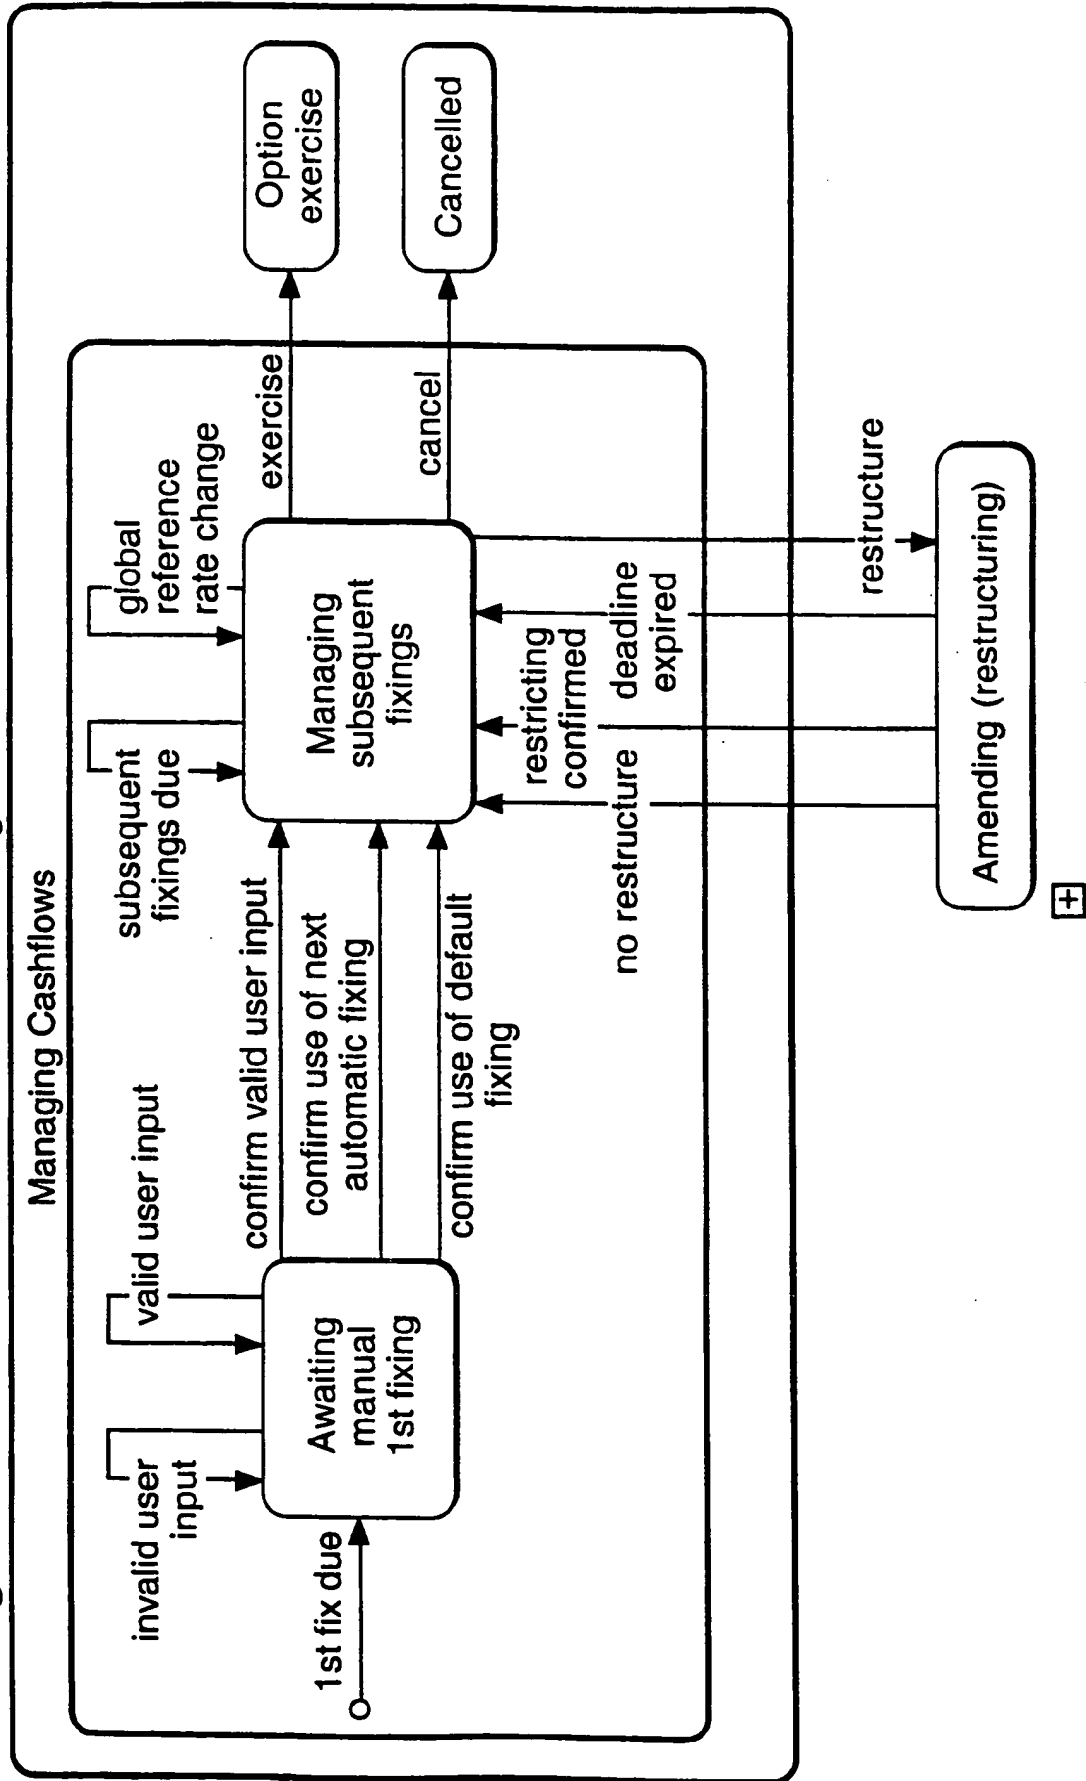 Managing Cashflows
invalid user
input
valid user input
subsequent
fixings due
global
reference
rate change
1st fix due
Awaiting
manual
1st fixing
confirm valid user input
confirm use of next
automatic fixing
confirm use of default
fixing
Managing
subsequent
fixings
exercise
Option
exercise
cancel
Cancelled
no restructure
restricting
confirmed
deadline
expired
restructure
Amending (restructuring)